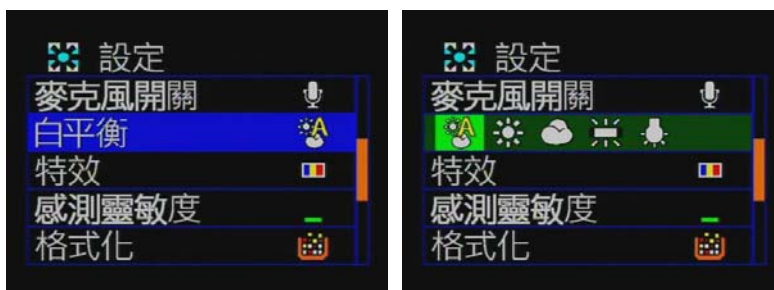 設定
麥克風開關
白平衡
特效
感測靈敏度
格式化
設定
麥克風開關
特效
感測靈敏度
格式化